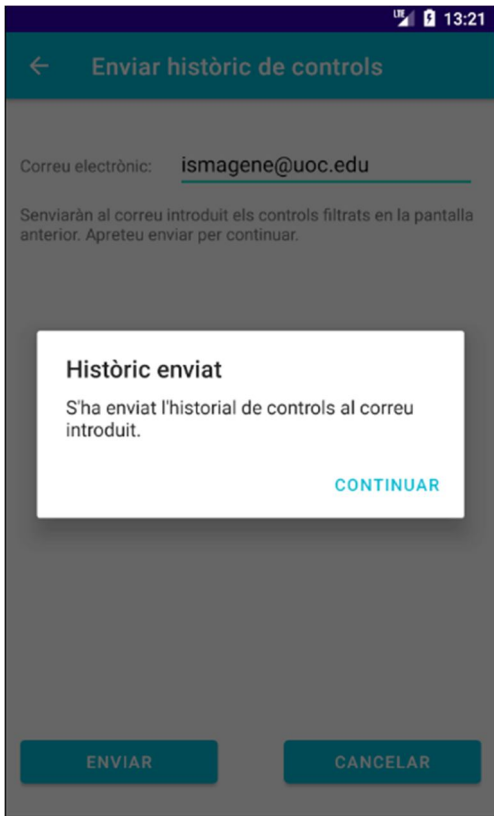 LTE 13:21
Enviar històric de controls
Correu electrònic: ismagene@uoc.edu
Senviaràn al correu introduit els controls filtrats en la pantalla
anterior. Apreteu enviar per continuar.
Històric enviat
S'ha enviat l'historial de controls al correu
introduit.
CONTINUAR
ENVIAR CANCELAR